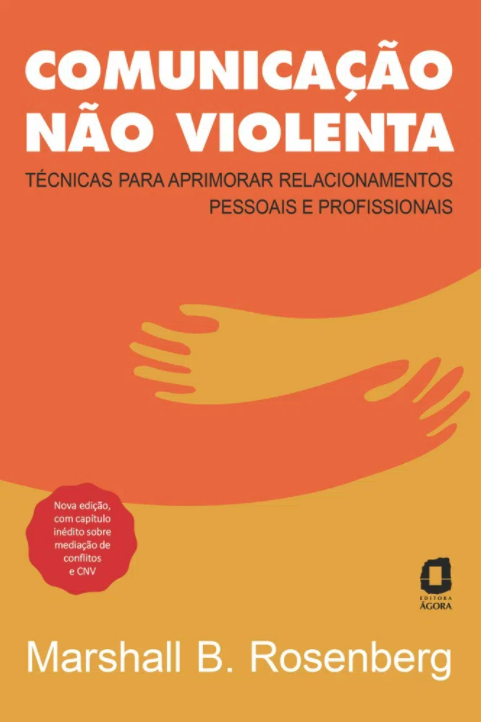 COMUNICAÇÃO
NÃO VIOLENTA
TÉCNICAS PARA APRIMORAR RELACIONAMENTOS
PESSOAIS E PROFISSIONAIS
Nova edição,
com capítulo
inédito sobre
mediação de
conflitos
e CNV
EDITORA
ÁGORA
Marshall B. Rosenberg